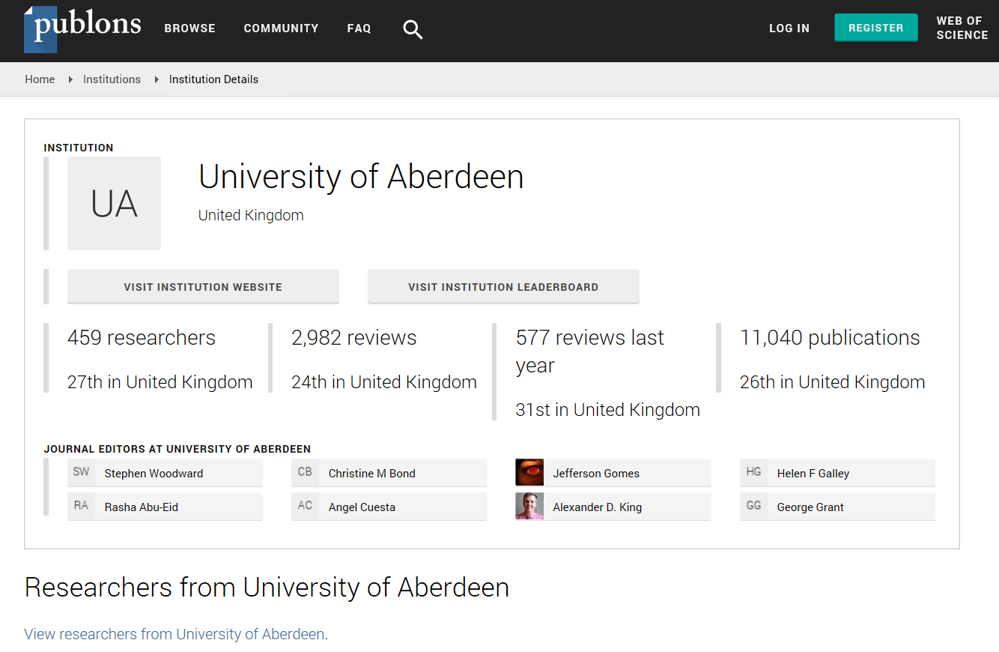 publons
BROWSE
COMMUNITY
FAQ
LOG IN
REGISTER
WEB OF
SCIENCE
Home
Institutions
Institution Details
INSTITUTION
UA
University of Aberdeen
United Kingdom
VISIT INSTITUTION WEBSITE
VISIT INSTITUTION LEADERBOARD
459 researchers
27th in United Kingdom
2,982 reviews
24th in United Kingdom
577 reviews last
year
31st in United Kingdom
11,040 publications
26th in United Kingdom
JOURNAL EDITORS AT UNIVERSITY OF ABERDEEN
SW Stephen Woodward
CB Christine M Bond
Jefferson Gomes
HG Helen F Galley
RA Rasha Abu-Eid
AC Angel Cuesta
Alexander D. King
GG George Grant
Researchers from University of Aberdeen
View researchers from University of Aberdeen.